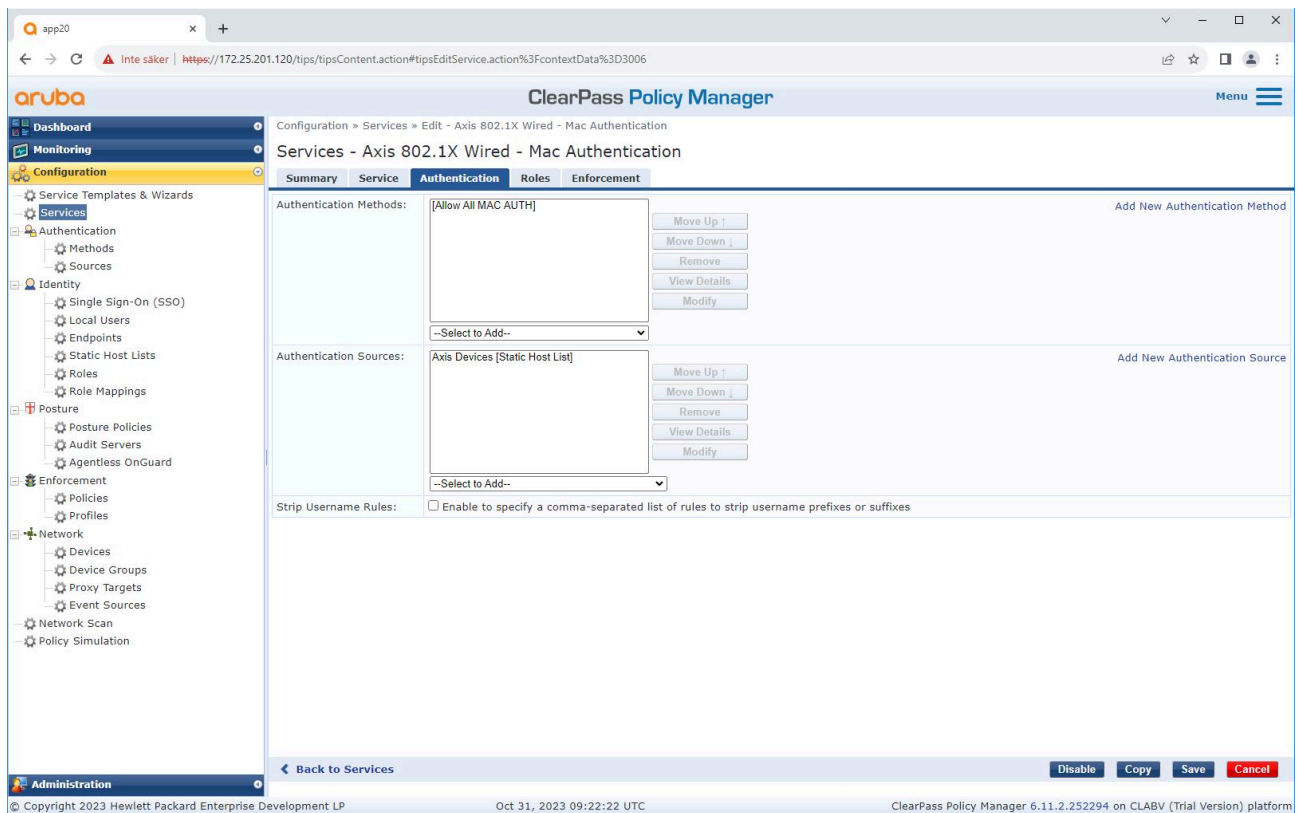 app20
Inte säker https://172.25.201.120/tips/tipsContent.action#tipsEditService.action%3FcontextData%3D3006
aruba ClearPass Policy Manager Menu
Dashboard
Monitoring
Configuration
Service Templates & Wizards
Services
Authentication
Methods
Sources
Identity
Single Sign-On (SSO)
Local Users
Endpoints
Static Host Lists
Roles
Role Mappings
Posture
Posture Policies
Audit Servers
Agentless OnGuard
Enforcement
Policies
Profiles
Network
Devices
Device Groups
Proxy Targets
Event Sources
Network Scan
Policy Simulation
Administration
Configuration » Services » Edit - Axis 802.1X Wired - Mac Authentication
Services - Axis 802.1X Wired - Mac Authentication
Summary Service Authentication Roles Enforcement
Authentication Methods: [Allow All MAC AUTH] Add New Authentication Method
Move Up ↑
Move Down ↓
Remove
View Details
Modify
--Select to Add--
Authentication Sources: Axis Devices [Static Host List] Add New Authentication Source
Move Up ↑
Move Down ↓
Remove
View Details
Modify
--Select to Add--
Strip Username Rules: Enable to specify a comma-separated list of rules to strip username prefixes or suffixes
Back to Services Disable Copy Save Cancel
© Copyright 2023 Hewlett Packard Enterprise Development LP Oct 31, 2023 09:22:22 UTC ClearPass Policy Manager 6.11.2.252294 on CLABV (Trial Version) platform